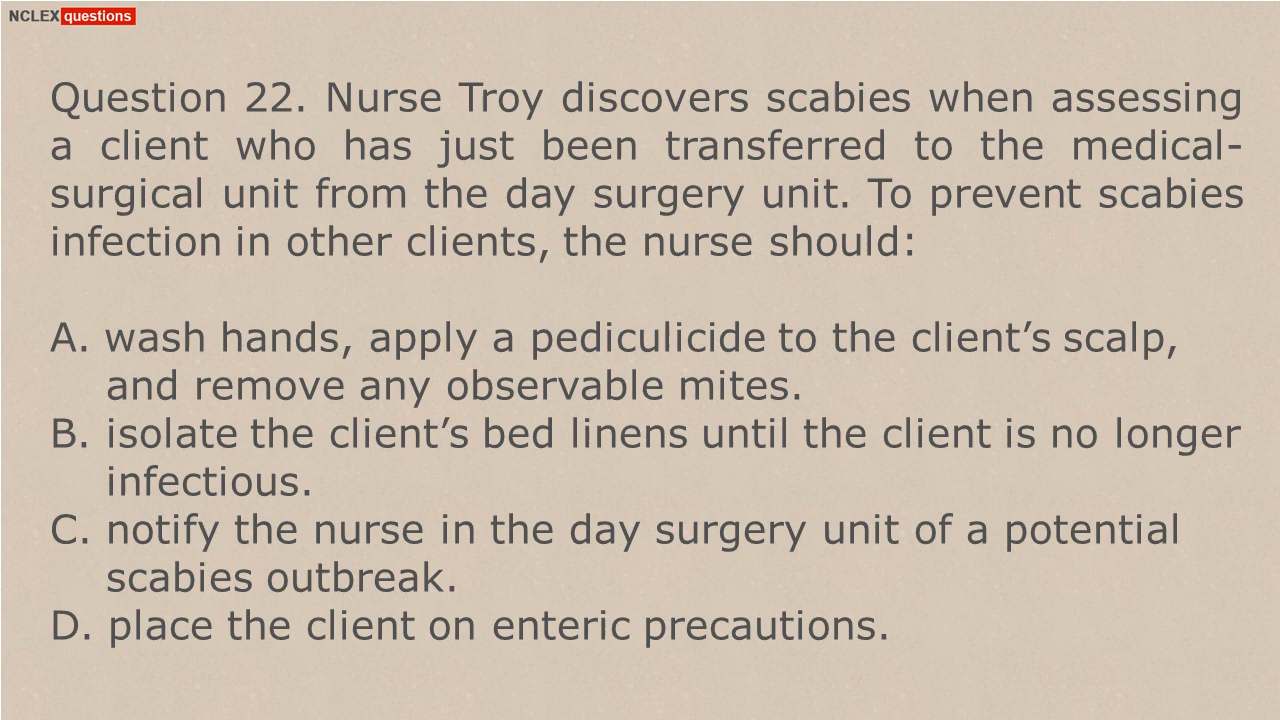 NCLEX questions
Question 22. Nurse Troy discovers scabies when assessing
a client who has just been transferred to the medical-
surgical unit from the day surgery unit. To prevent scabies
infection in other clients, the nurse should:
A. wash hands, apply a pediculicide to the client’s scalp,
and remove any observable mites.
B. isolate the client’s bed linens until the client is no longer
infectious.
C. notify the nurse in the day surgery unit of a potential
scabies outbreak.
D. place the client on enteric precautions.